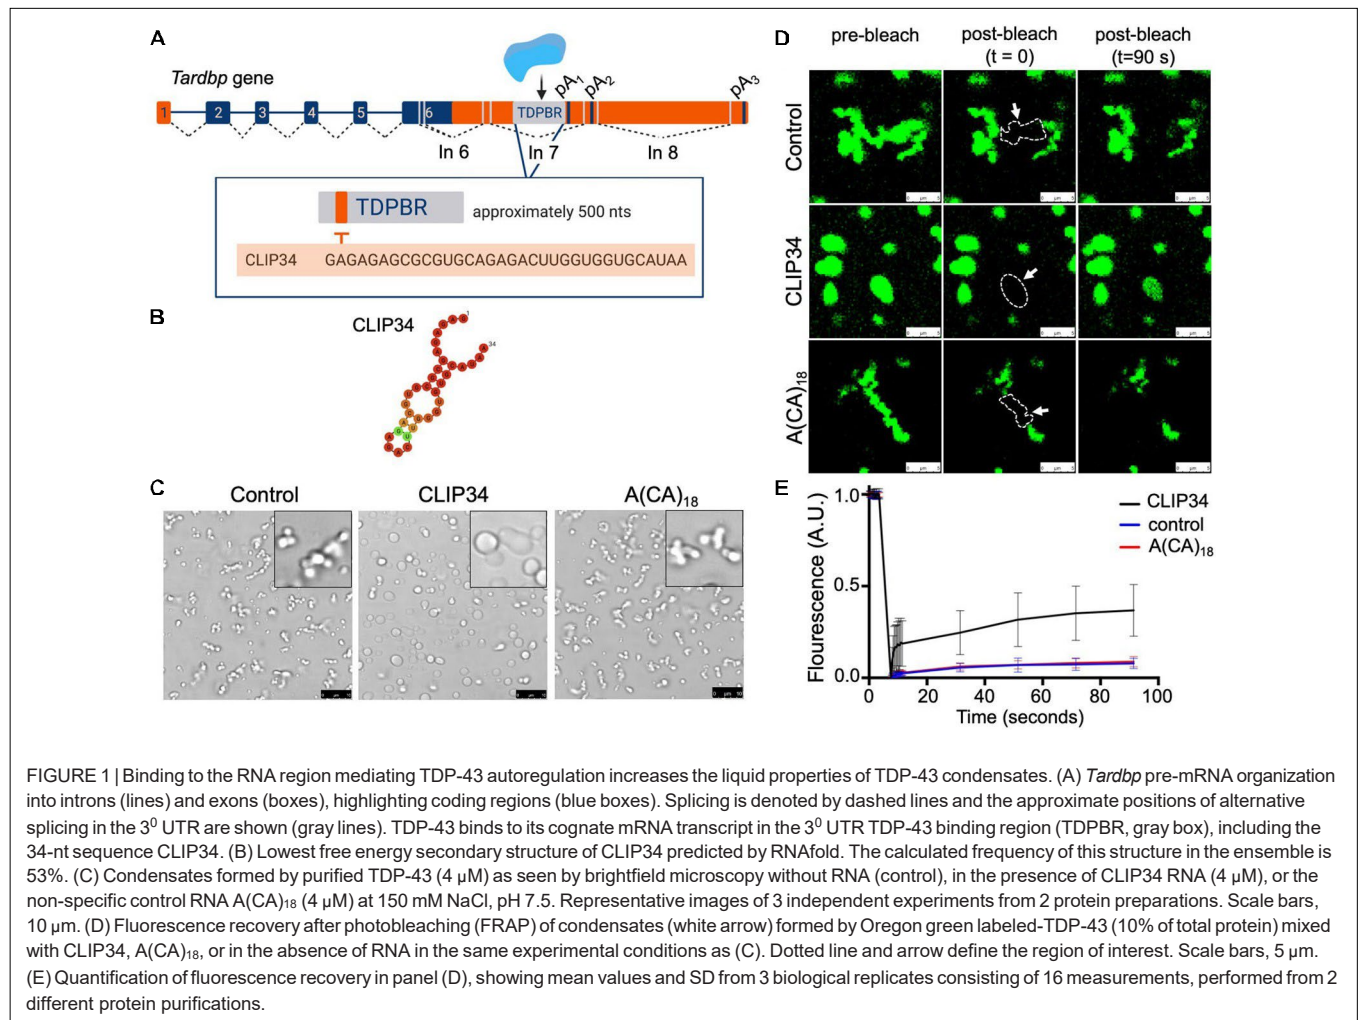 A
Tardbp gene
1
2
3
4
5
6
TDPBR
pA1
pA2
pA3
In 6
In 7
In 8
TDPBR
approximately 500 nts
CLIP34 GAGAGAGCGCGUGCAGAGACUUGGUGGUGCAUAA
B
CLIP34
1
34
C
Control
CLIP34
A(CA)18
D
pre-bleach
post-bleach
(t = 0)
post-bleach
(t=90 s)
Control
CLIP34
A(CA)18
E
Flourescence (A.U.)
1.0
0.5
0.0
0 20 40 60 80 100
Time (seconds)
CLIP34
control
A(CA)18
FIGURE 1 | Binding to the RNA region mediating TDP-43 autoregulation increases the liquid properties of TDP-43 condensates. (A) Tardbp pre-mRNA organization
into introns (lines) and exons (boxes), highlighting coding regions (blue boxes). Splicing is denoted by dashed lines and the approximate positions of alternative
splicing in the 3⁰ UTR are shown (gray lines). TDP-43 binds to its cognate mRNA transcript in the 3⁰ UTR TDP-43 binding region (TDPBR, gray box), including the
34-nt sequence CLIP34. (B) Lowest free energy secondary structure of CLIP34 predicted by RNAfold. The calculated frequency of this structure in the ensemble is
53%. (C) Condensates formed by purified TDP-43 (4 µM) as seen by brightfield microscopy without RNA (control), in the presence of CLIP34 RNA (4 µM), or the
non-specific control RNA A(CA)18 (4 µM) at 150 mM NaCl, pH 7.5. Representative images of 3 independent experiments from 2 protein preparations. Scale bars,
10 µm. (D) Fluorescence recovery after photobleaching (FRAP) of condensates (white arrow) formed by Oregon green labeled-TDP-43 (10% of total protein) mixed
with CLIP34, A(CA)18, or in the absence of RNA in the same experimental conditions as (C). Dotted line and arrow define the region of interest. Scale bars, 5 µm.
(E) Quantification of fluorescence recovery in panel (D), showing mean values and SD from 3 biological replicates consisting of 16 measurements, performed from 2
different protein purifications.